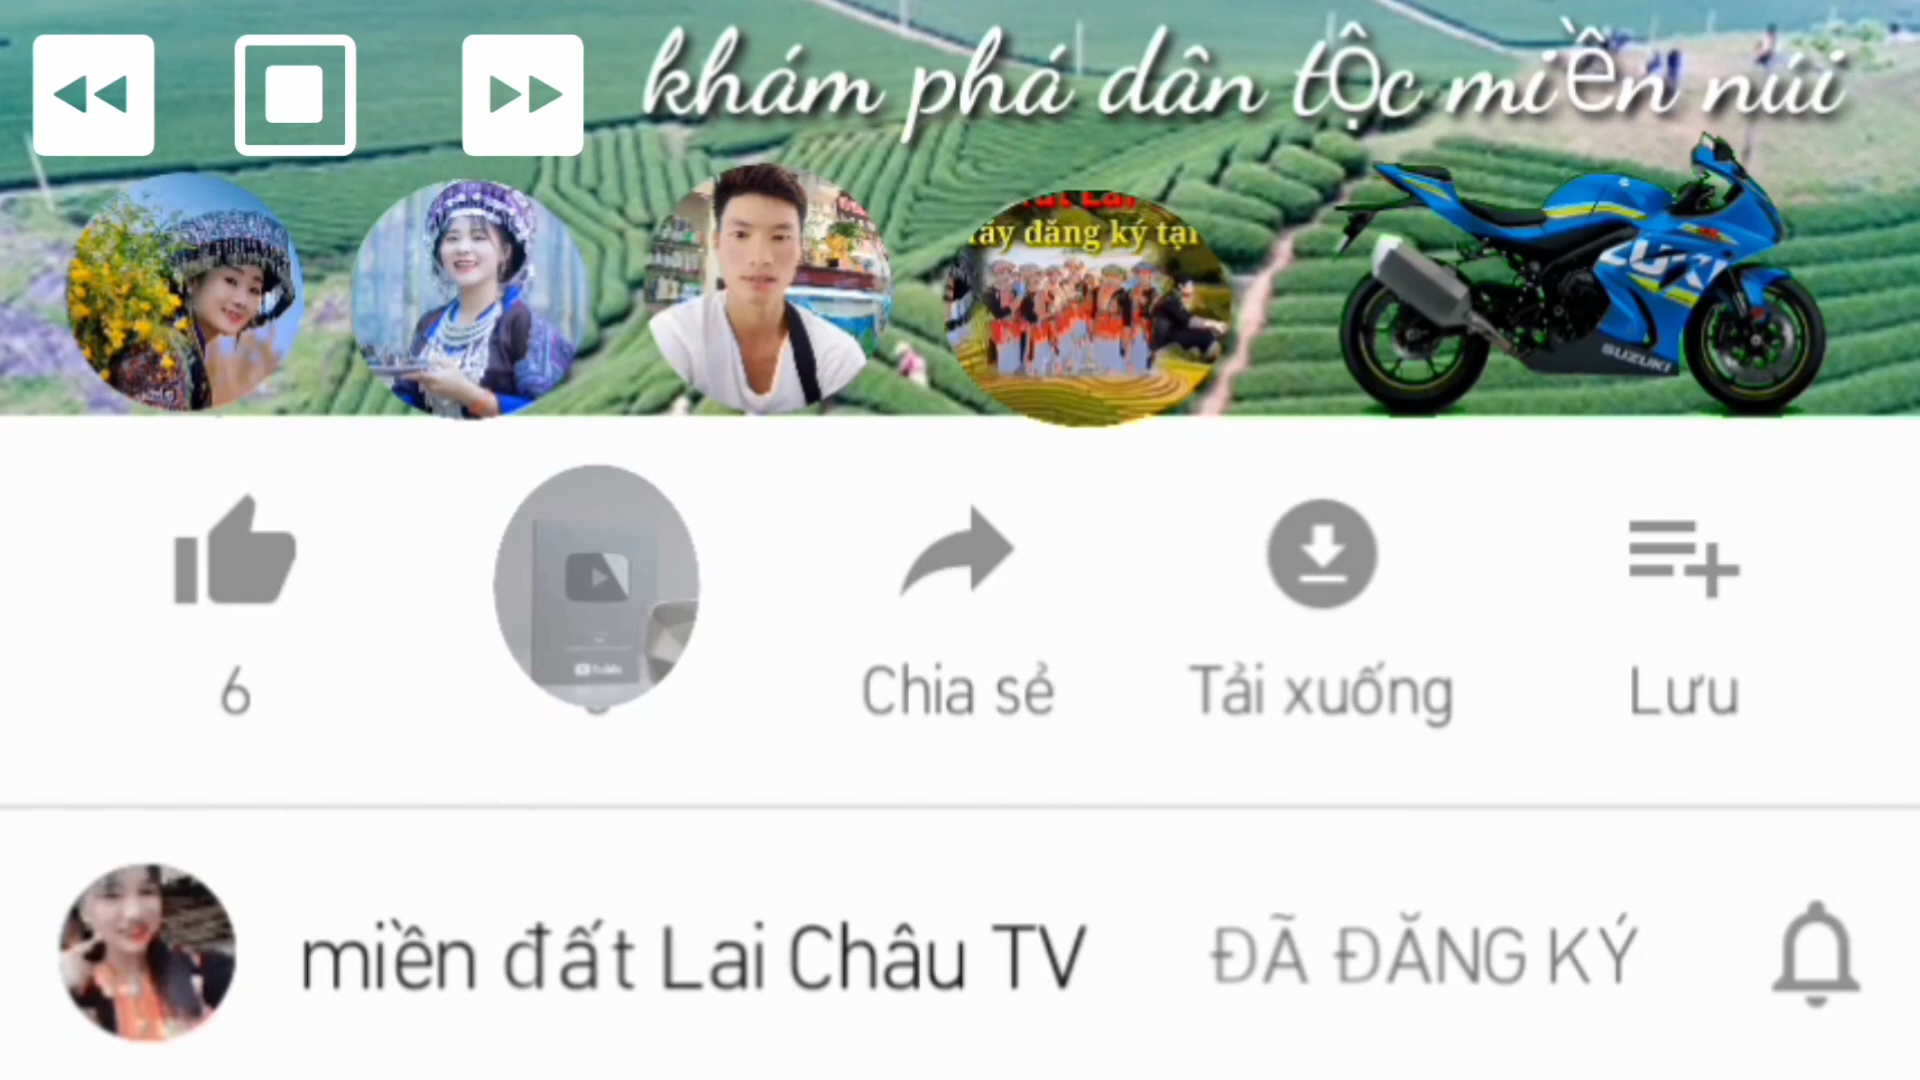 khám phá dân tộc miền núi
ãy đăng ký tại
SUZUKI
6
Chia sẻ
Tải xuống
Lưu
miền đất Lai Châu TV
ĐÃ ĐĂNG KÝ